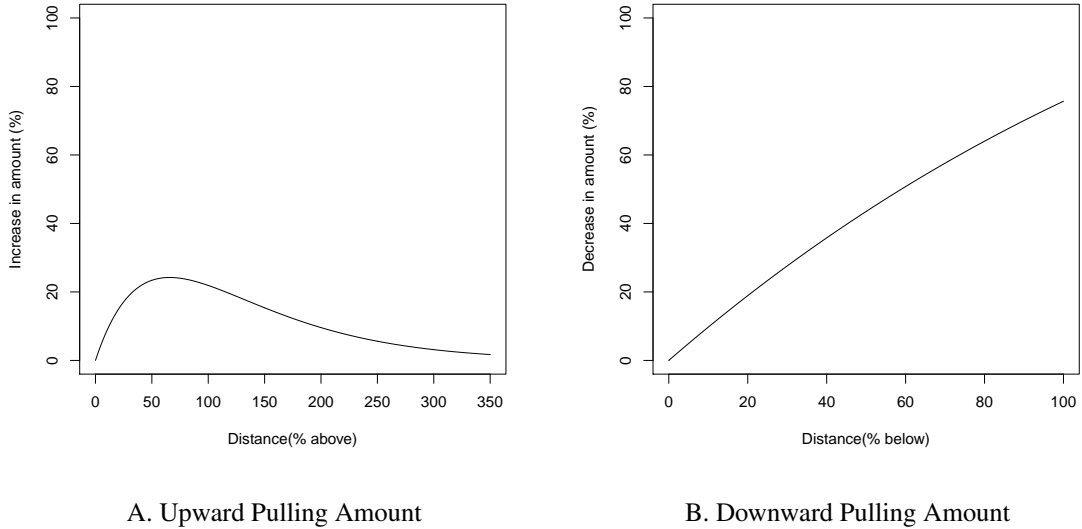 Increase in amount (%)
100
80
60
40
20
0
0 50 100 150 200 250 300 350
Distance(% above)
A. Upward Pulling Amount
Decrease in amount (%)
100
80
60
40
20
0
0 20 40 60 80 100
Distance(% below)
B. Downward Pulling Amount